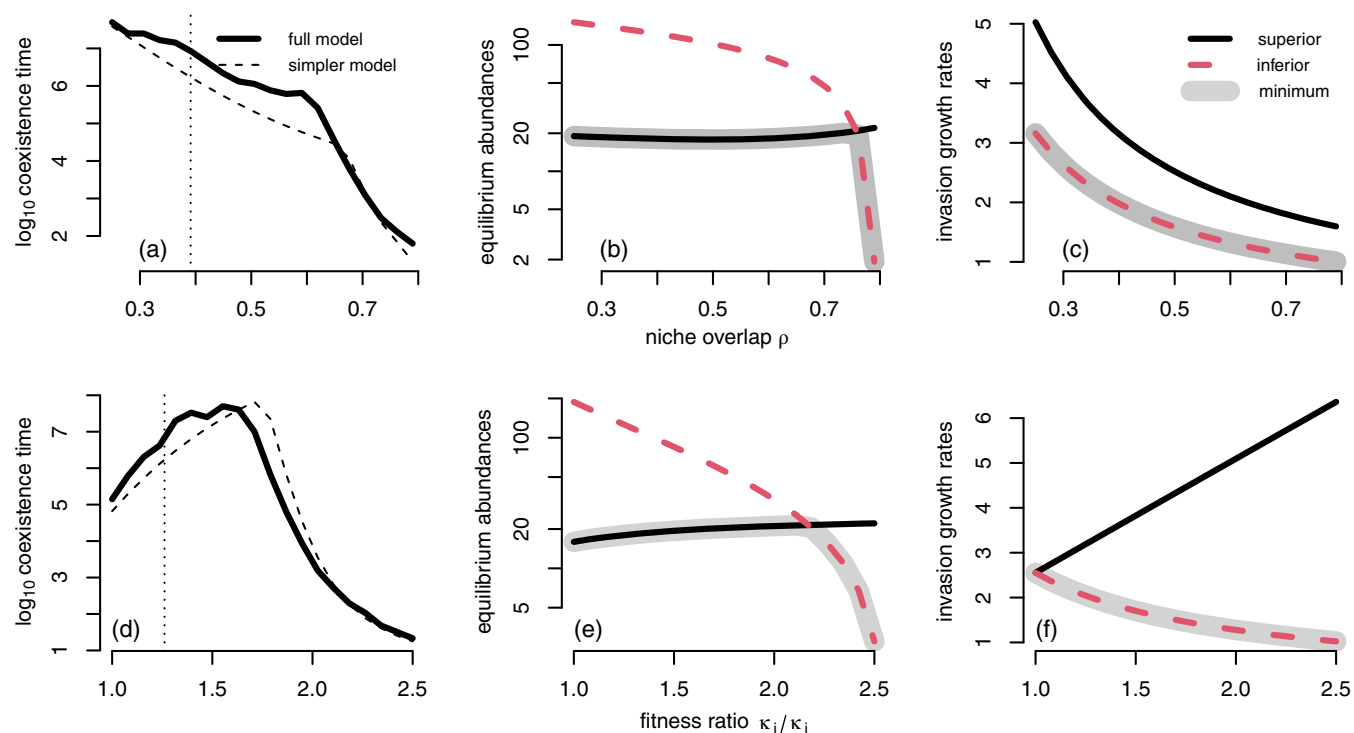 log10 coexistence time
6
4
2
full model
simpler model
(a)
0.3
0.5
0.7
equilibrium abundances
100
20
5
2
(b)
0.3
0.5
0.7
niche overlap ρ
invasion growth rates
5
4
3
2
1
superior
inferior
minimum
(c)
0.3
0.5
0.7
log10 coexistence time
7
5
3
1
(d)
1.0
1.5
2.0
2.5
equilibrium abundances
100
20
5
(e)
1.0
1.5
2.0
2.5
fitness ratio κi/κj
invasion growth rates
6
5
4
3
2
1
(f)
1.0
1.5
2.0
2.5